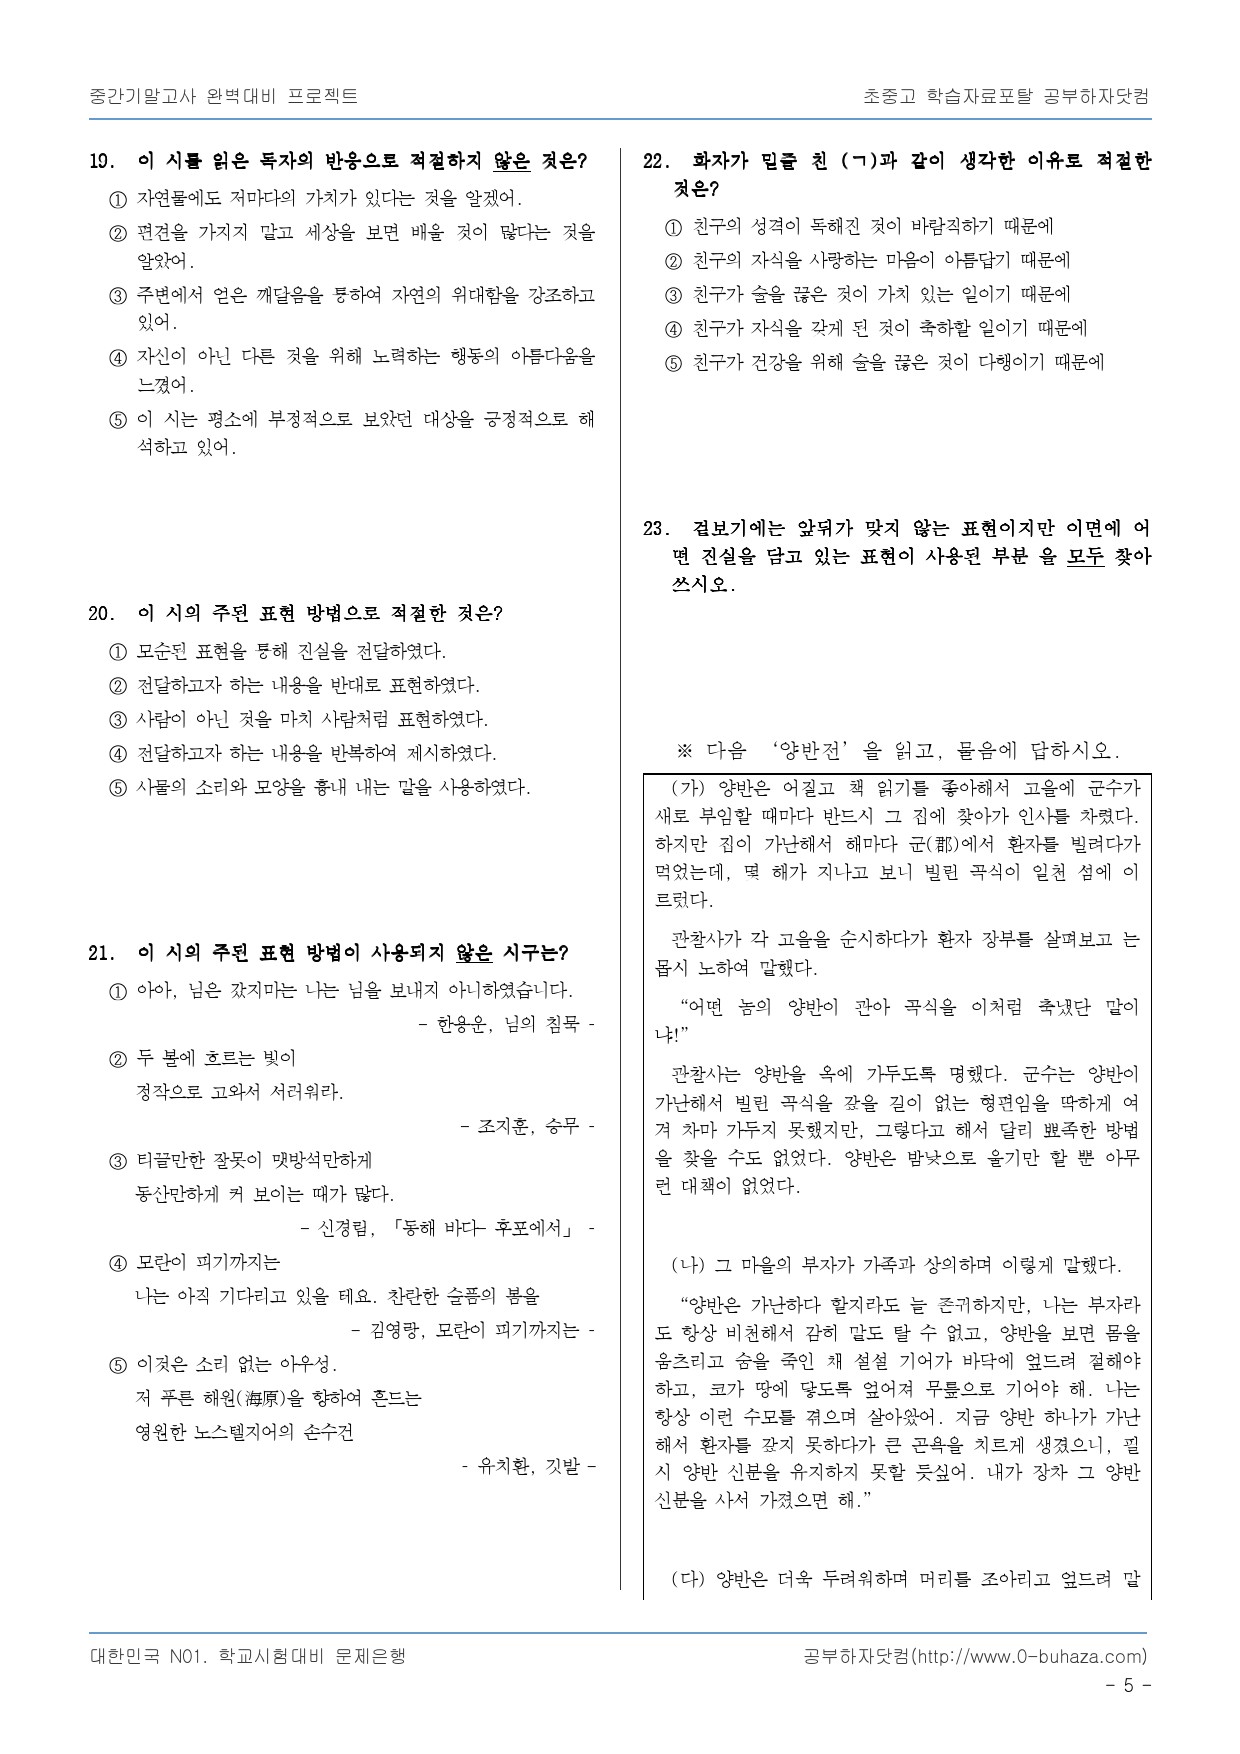 중간기말고사 완벽대비 프로젝트
초중고 학습자료포탈 공부하자닷컴
19. 이 시를 읽은 독자의 반응으로 적절하지 않은 것은?
① 자연물에도 저마다의 가치가 있다는 것을 알겠어.
② 편견을 가지지 말고 세상을 보면 배울 것이 많다는 것을
알았어.
③ 주변에서 얻은 깨달음을 통하여 자연의 위대함을 강조하고
있어.
④ 자신이 아닌 다른 것을 위해 노력하는 행동의 아름다움을
느꼈어.
⑤ 이 시는 평소에 부정적으로 보았던 대상을 긍정적으로 해
석하고 있어.
20. 이 시의 주된 표현 방법으로 적절한 것은?
① 모순된 표현을 통해 진실을 전달하였다.
② 전달하고자 하는 내용을 반대로 표현하였다.
③ 사람이 아닌 것을 마치 사람처럼 표현하였다.
④ 전달하고자 하는 내용을 반복하여 제시하였다.
⑤ 사물의 소리와 모양을 흉내 내는 말을 사용하였다.
21. 이 시의 주된 표현 방법이 사용되지 않은 시구는?
① 아아, 님은 갔지마는 나는 님을 보내지 아니하였습니다.
– 한용운, 님의 침묵 -
② 두 볼에 흐르는 빛이
정작으로 고와서 서러워라.
– 조지훈, 승무 -
③ 티끌만한 잘못이 맷방석만하게
동산만하게 커 보이는 때가 많다.
– 신경림, 「동해 바다– 후포에서」 -
④ 모란이 피기까지는
나는 아직 기다리고 있을 테요. 찬란한 슬픔의 봄을
– 김영랑, 모란이 피기까지는 -
⑤ 이것은 소리 없는 아우성.
저 푸른 해원(海原)을 향하여 흔드는
영원한 노스텔지어의 손수건
- 유치환, 깃발 –
22. 화자가 밑줄 친 (ㄱ)과 같이 생각한 이유로 적절한
것은?
① 친구의 성격이 독해진 것이 바람직하기 때문에
② 친구의 자식을 사랑하는 마음이 아름답기 때문에
③ 친구가 술을 끊은 것이 가치 있는 일이기 때문에
④ 친구가 자식을 갖게 된 것이 축하할 일이기 때문에
⑤ 친구가 건강을 위해 술을 끊은 것이 다행이기 때문에
23. 겉보기에는 앞뒤가 맞지 않는 표현이지만 이면에 어
떤 진실을 담고 있는 표현이 사용된 부분 을 모두 찾아
쓰시오.
※ 다음 ‘양반전’을 읽고, 물음에 답하시오.
(가) 양반은 어질고 책 읽기를 좋아해서 고을에 군수가
새로 부임할 때마다 반드시 그 집에 찾아가 인사를 차렸다.
하지만 집이 가난해서 해마다 군(郡)에서 환자를 빌려다가
먹었는데, 몇 해가 지나고 보니 빌린 곡식이 일천 섬에 이
르렀다.
관찰사가 각 고을을 순시하다가 환자 장부를 살펴보고 는
몹시 노하여 말했다.
“어떤 놈의 양반이 관아 곡식을 이처럼 축냈단 말이
냐!”
관찰사는 양반을 옥에 가두도록 명했다. 군수는 양반이
가난해서 빌린 곡식을 갚을 길이 없는 형편임을 딱하게 여
겨 차마 가두지 못했지만, 그렇다고 해서 달리 뾰족한 방법
을 찾을 수도 없었다. 양반은 밤낮으로 울기만 할 뿐 아무
런 대책이 없었다.
(나) 그 마을의 부자가 가족과 상의하며 이렇게 말했다.
“양반은 가난하다 할지라도 늘 존귀하지만, 나는 부자라
도 항상 비천해서 감히 말도 탈 수 없고, 양반을 보면 몸을
움츠리고 숨을 죽인 채 설설 기어가 바닥에 엎드려 절해야
하고, 코가 땅에 닿도록 엎어져 무릎으로 기어야 해. 나는
항상 이런 수모를 겪으며 살아왔어. 지금 양반 하나가 가난
해서 환자를 갚지 못하다가 큰 곤욕을 치르게 생겼으니, 필
시 양반 신분을 유지하지 못할 듯싶어. 내가 장차 그 양반
신분을 사서 가졌으면 해.”
(다) 양반은 더욱 두려워하며 머리를 조아리고 엎드려 말
대한민국 N01. 학교시험대비 문제은행
공부하자닷컴(http://www.0-buhaza.com)
- 5 -